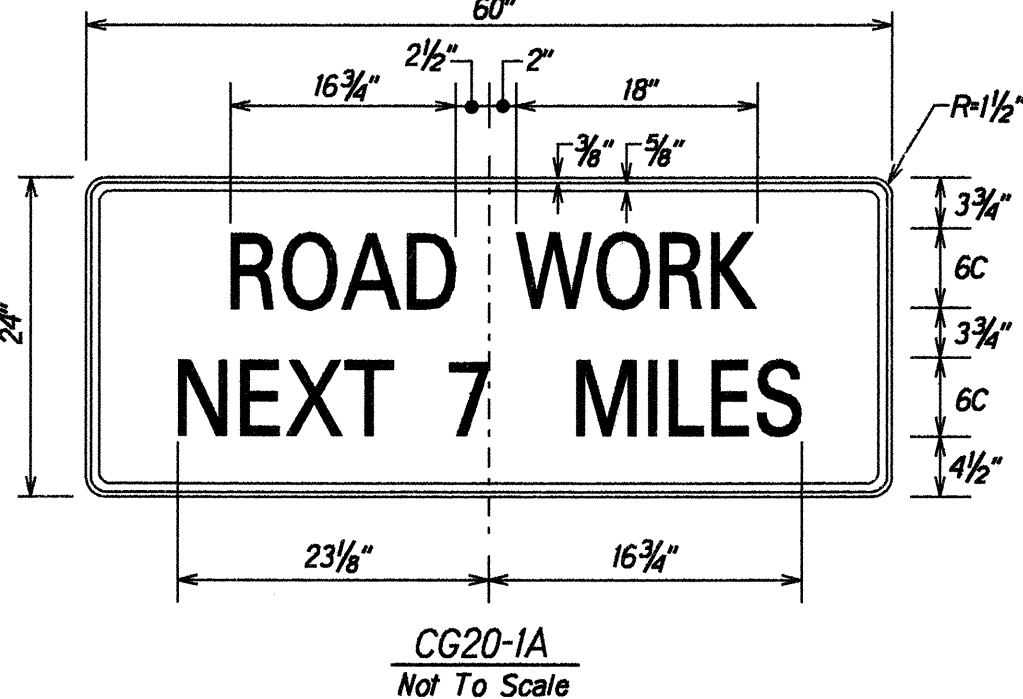 60"
2½" 2"
16¾" 18"
R=1½"
⅜" ⅝"
3¾"
ROAD WORK
6C
24"
3¾"
NEXT 7 MILES
6C
4½"
23⅛" 16¾"
CG20-1A
Not To Scale